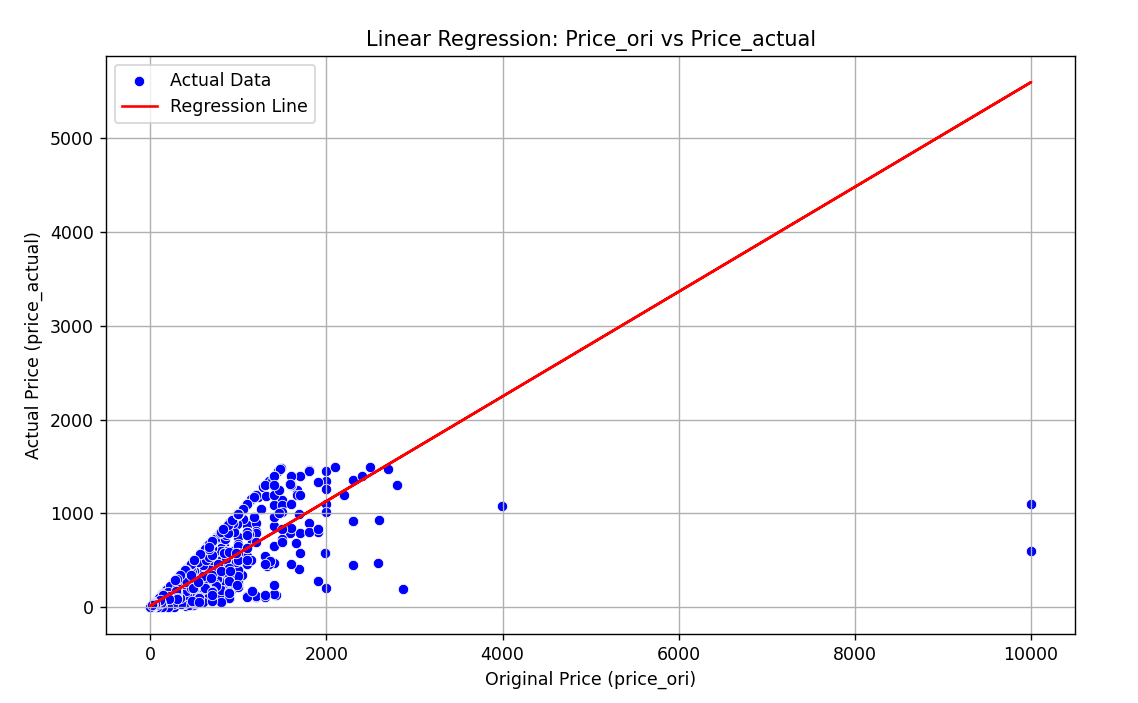 Linear Regression: Price_ori vs Price_actual
Actual Data
Regression Line
Actual Price (price_actual)
5000
4000
3000
2000
1000
0
0 2000 4000 6000 8000 10000
Original Price (price_ori)